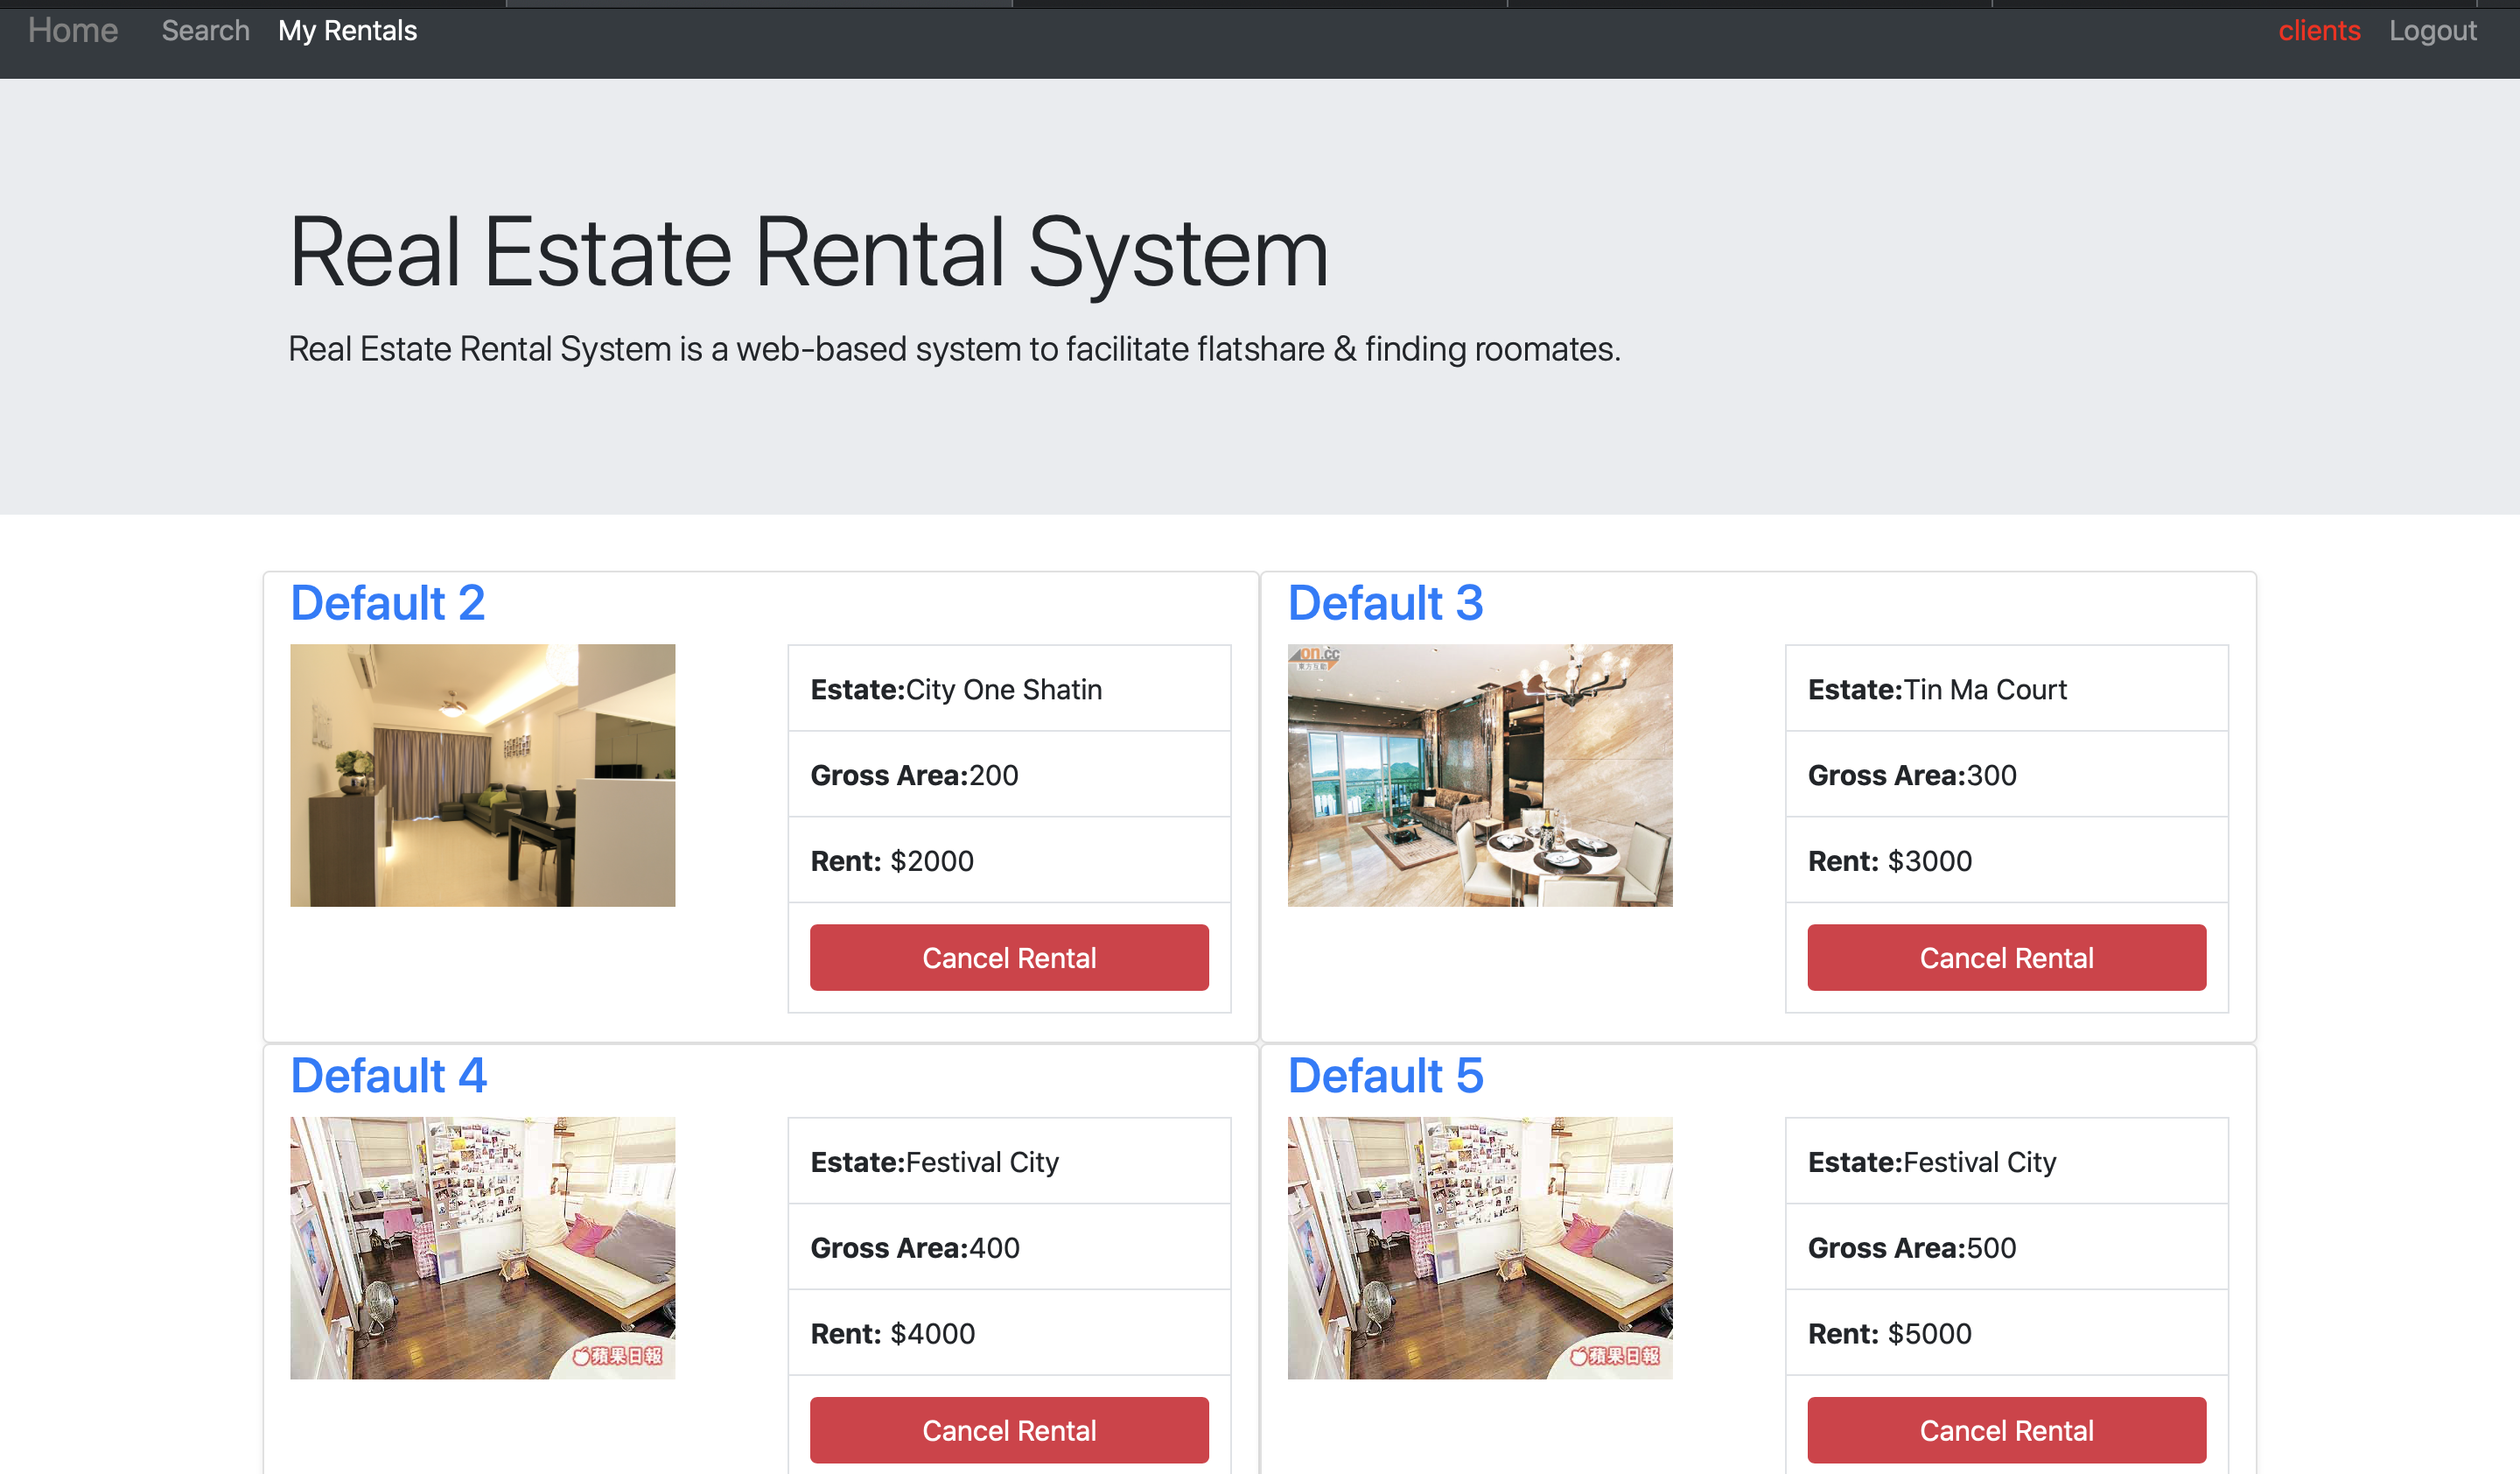 Home Search My Rentals clients Logout
Real Estate Rental System
Real Estate Rental System is a web-based system to facilitate flatshare & finding roomates.
Default 2
Estate:City One Shatin
Gross Area:200
Rent: $2000
Cancel Rental
Default 3
on.cc
東方互動
Estate:Tin Ma Court
Gross Area:300
Rent: $3000
Cancel Rental
Default 4
蘋果日報
Estate:Festival City
Gross Area:400
Rent: $4000
Cancel Rental
Default 5
蘋果日報
Estate:Festival City
Gross Area:500
Rent: $5000
Cancel Rental